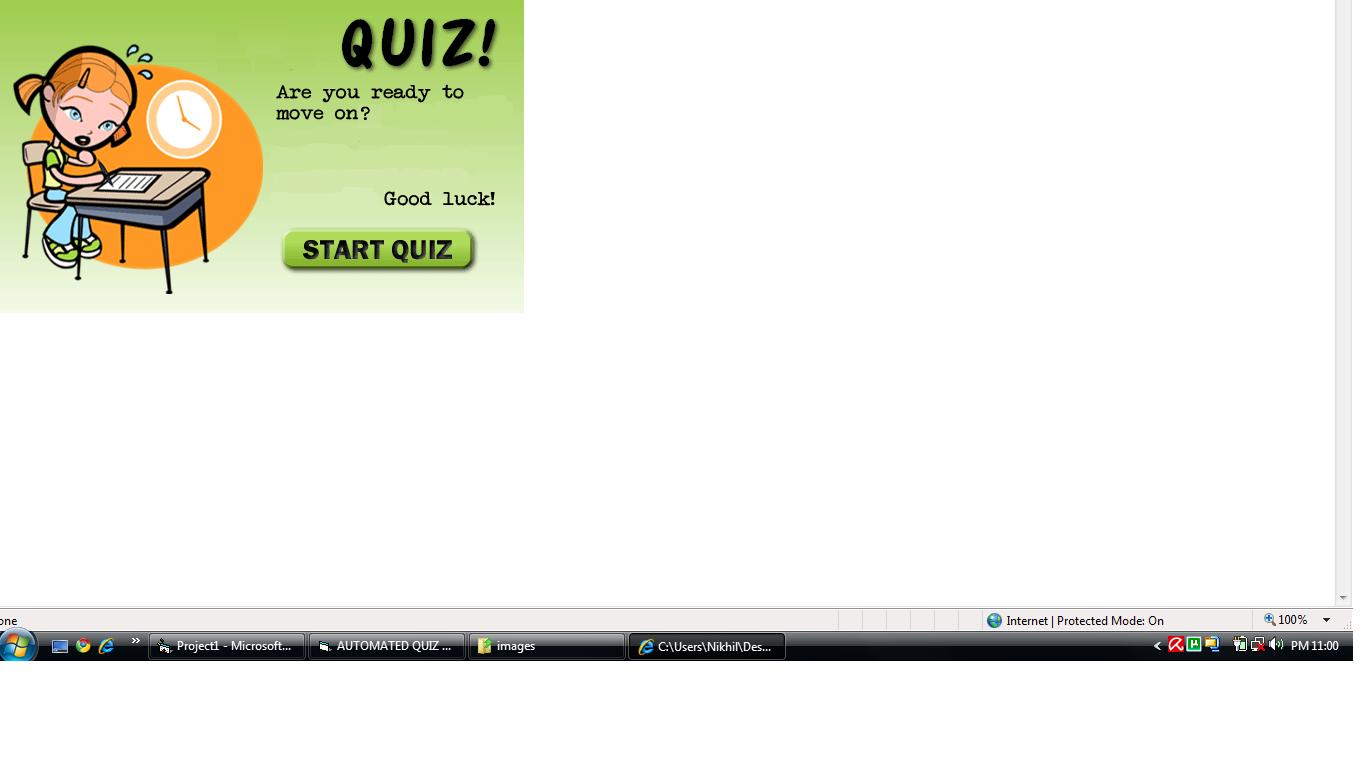 QUIZ!
Are you ready to
move on?
Good luck!
START QUIZ
one
Internet | Protected Mode: On
100%
»
Project1 - Microsoft...
AUTOMATED QUIZ ...
images
C:\Users\Nikhil\Des...
PM 11:00